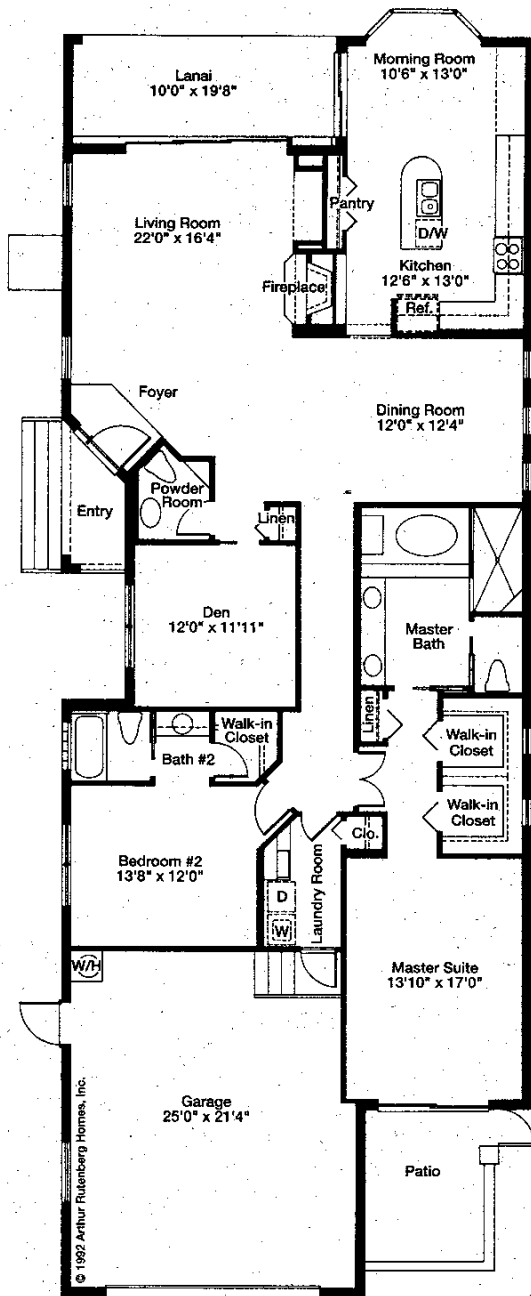 Lanai
10'0" x 19'8"
Morning Room
10'6" x 13'0"
Living Room
22'0" x 16'4"
Pantry
D/W
Kitchen
12'6" x 13'0"
Fireplace
Ref.
Foyer
Dining Room
12'0" x 12'4"
Powder
Room
Entry
Linen
Den
12'0" x 11'11"
Master
Bath
Linen
Walk-in
Closet
Bath #2
Walk-in
Closet
Walk-in
Closet
Clo.
Bedroom #2
13'8" x 12'0"
Laundry Room
D
W
W/H
Master Suite
13'10" x 17'0"
Garage
25'0" x 21'4"
Patio
© 1992 Arthur Rutenberg Homes, Inc.